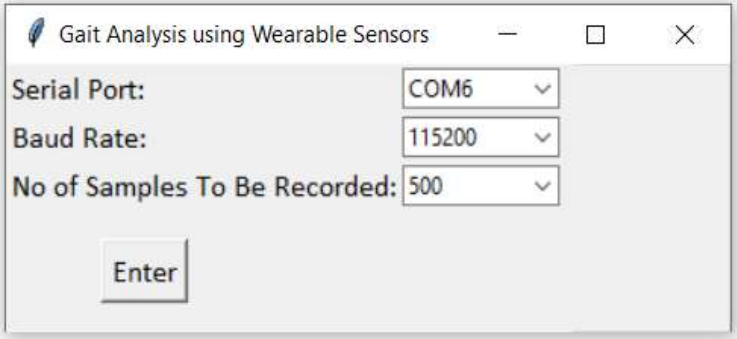 Gait Analysis using Wearable Sensors
Serial Port: COM6
Baud Rate: 115200
No of Samples To Be Recorded: 500
Enter